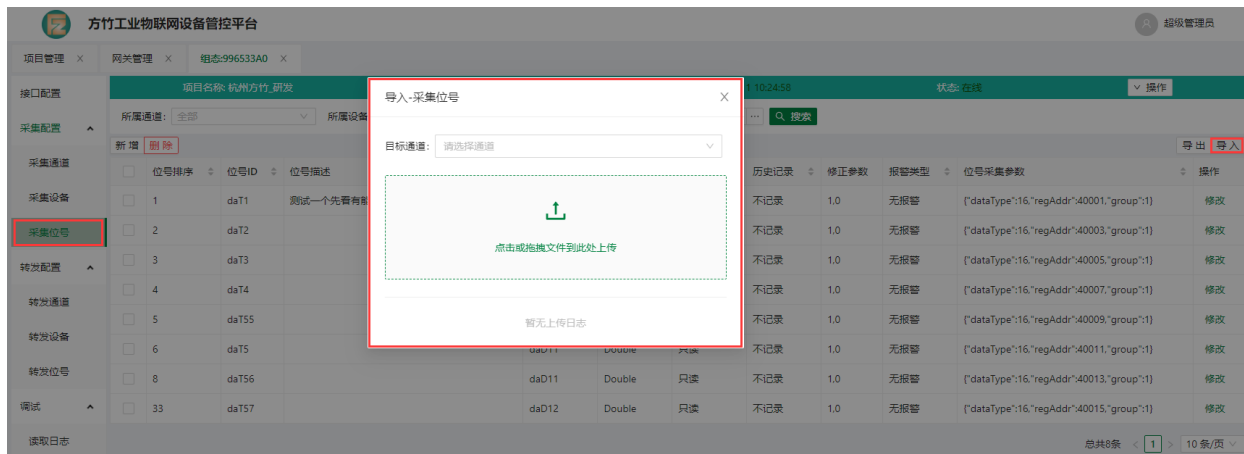 方竹工业物联网设备管控平台 超级管理员
项目管理 × 网关管理 × 组态:996533A0 ×
接口配置
采集配置
采集通道
采集设备
采集位号
转发配置
转发通道
转发设备
转发位号
调试
读取日志
项目名称: 杭州方竹_研发 1 10:24:58 状态: 在线 操作
所属通道: 全部 所属设备 ... 搜索
新增 删除 导出 导入
位号排序 位号ID 位号描述 历史记录 修正参数 报警类型 位号采集参数 操作
1 daT1 测试一个先看有能 不记录 1.0 无报警 {"dataType":16,"regAddr":40001,"group":1} 修改
2 daT2 不记录 1.0 无报警 {"dataType":16,"regAddr":40003,"group":1} 修改
3 daT3 不记录 1.0 无报警 {"dataType":16,"regAddr":40005,"group":1} 修改
4 daT4 不记录 1.0 无报警 {"dataType":16,"regAddr":40007,"group":1} 修改
5 daT55 不记录 1.0 无报警 {"dataType":16,"regAddr":40009,"group":1} 修改
6 daT5 daD11 Double 只读 不记录 1.0 无报警 {"dataType":16,"regAddr":40011,"group":1} 修改
8 daT56 daD11 Double 只读 不记录 1.0 无报警 {"dataType":16,"regAddr":40013,"group":1} 修改
33 daT57 daD12 Double 只读 不记录 1.0 无报警 {"dataType":16,"regAddr":40015,"group":1} 修改
总共8条 < 1 > 10 条/页
导入-采集位号 ×
目标通道: 请选择通道
点击或拖拽文件到此处上传
暂无上传日志